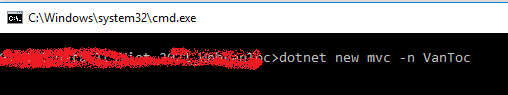 C:\Windows\system32\cmd.exe
>dotnet new mvc -n VanToc